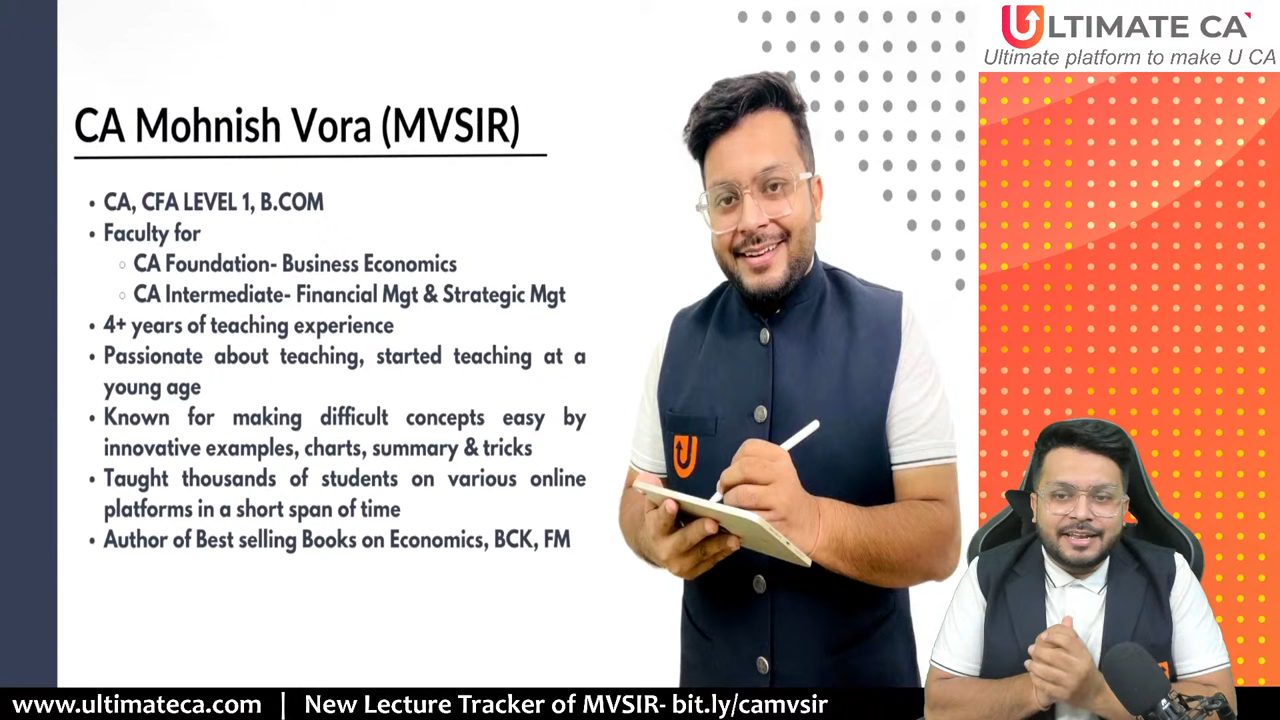 ULTIMATE CA
Ultimate platform to make U CA
CA Mohnish Vora (MVSIR)
• CA, CFA LEVEL 1, B.COM
• Faculty for
○ CA Foundation- Business Economics
○ CA Intermediate- Financial Mgt & Strategic Mgt
• 4+ years of teaching experience
• Passionate about teaching, started teaching at a
young age
• Known for making difficult concepts easy by
innovative examples, charts, summary & tricks
• Taught thousands of students on various online
platforms in a short span of time
• Author of Best selling Books on Economics, BCK, FM
www.ultimateca.com | New Lecture Tracker of MVSIR- bit.ly/camvsir